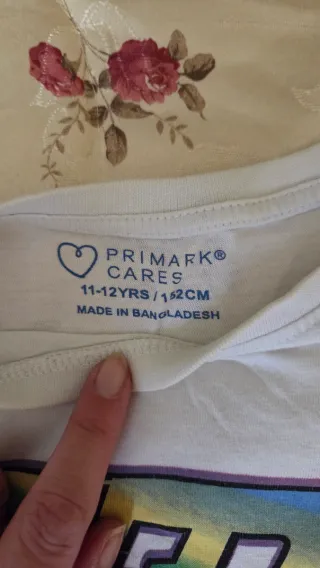 PRIMARK®
CARES
11-12YRS / 152CM
MADE IN BANGLADESH